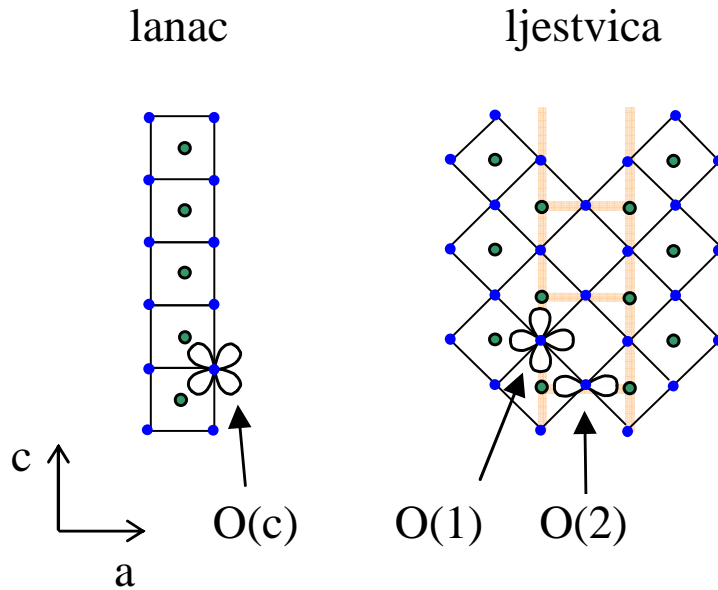 lanac
ljestvica
c
a
O(c)
O(1)
O(2)